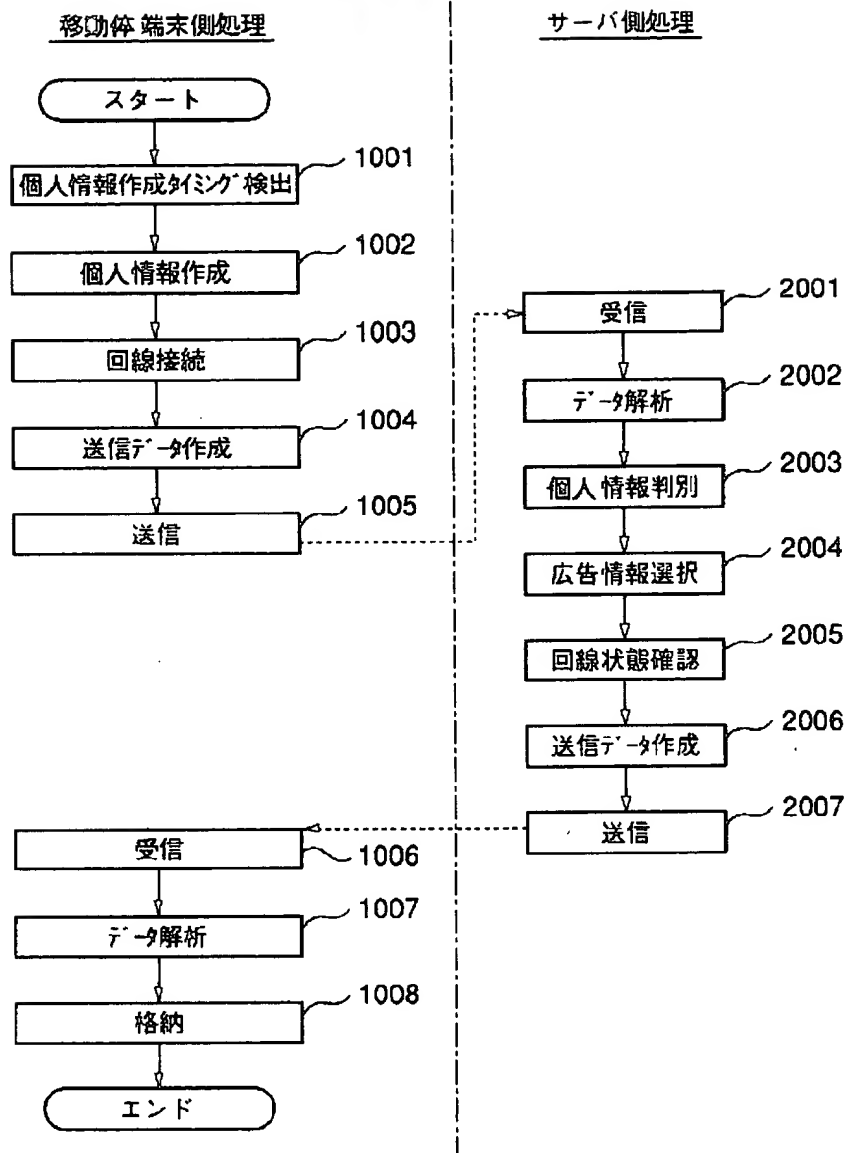 移動体端末側処理
サーバ側処理
スタート
1001
個人情報作成タイミング検出
1002
個人情報作成
1003
回線接続
1004
送信データ作成
1005
送信
2001
受信
2002
データ解析
2003
個人情報判別
2004
広告情報選択
2005
回線状態確認
2006
送信データ作成
2007
送信
受信
1006
1007
データ解析
1008
格納
エンド